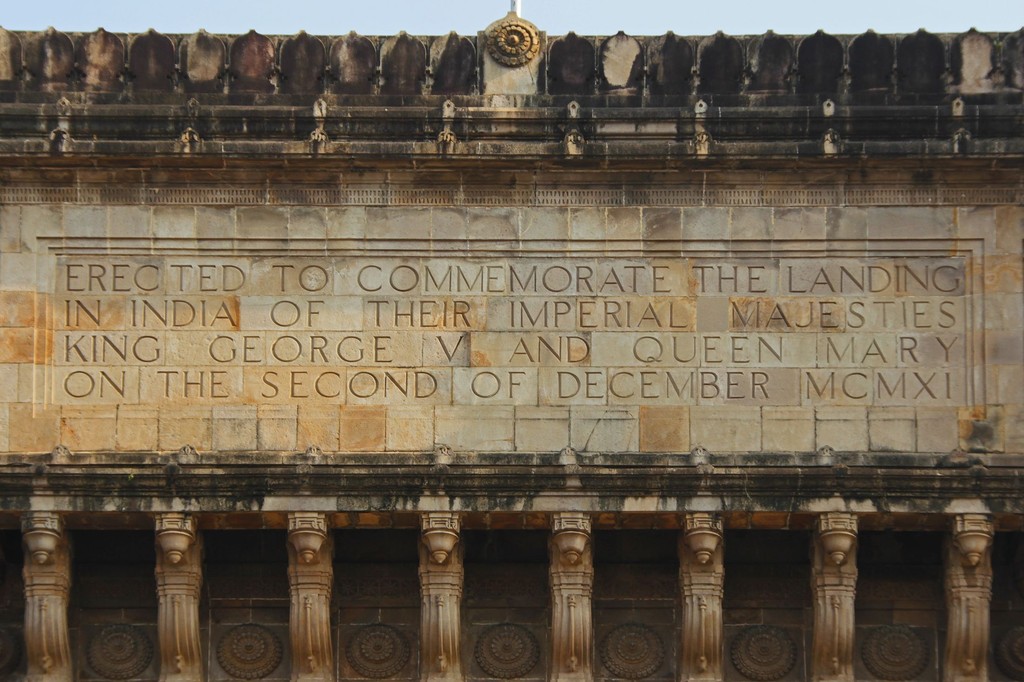 ERECTED TO COMMEMORATE THE LANDING
IN INDIA OF THEIR IMPERIAL MAJESTIES
KING GEORGE V AND QUEEN MARY
ON THE SECOND OF DECEMBER MCMXI